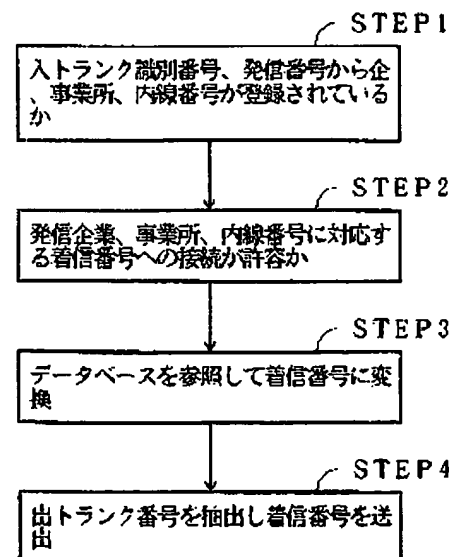 STEP1
入トランク識別番号、発信番号から企
、事業所、内線番号が登録されている
か
STEP2
発信企業、事業所、内線番号に対応す
る着信番号への接続が許容か
STEP3
データベースを参照して着信番号に変
換
STEP4
出トランク番号を抽出し着信番号を送
出